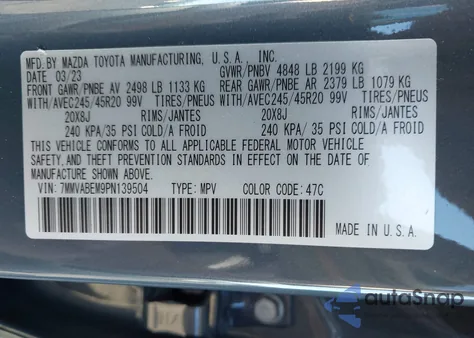 MFD. BY MAZDA TOYOTA MANUFACTURING, U.S.A., INC.
DATE 03/23 GVWR/PNBV 4848 LB 2199 KG
FRONT GAWR/PNBE AV 2498 LB 1133 KG REAR GAWR/PNBE AR 2379 LB 1079 KG
WITH/AVEC245/45R20 99V TIRES/PNEUS WITH/AVEC245/45R20 99V TIRES/PNEUS
20X8J RIMS/JANTES 20X8J RIMS/JANTES
240 KPA/35 PSI COLD/A FROID 240 KPA/35 PSI COLD/A FROID
THIS VEHICLE CONFORMS TO ALL APPLICABLE FEDERAL MOTOR VEHICLE
SAFETY, AND THEFT PREVENTION STANDARDS IN EFFECT ON THE DATE OF
MANUFACTURE SHOWN ABOVE.
VIN: 7MMVABEM9PN139504 TYPE: MPV COLOR CODE: 47C
MADE IN U.S.A.
autoSnap